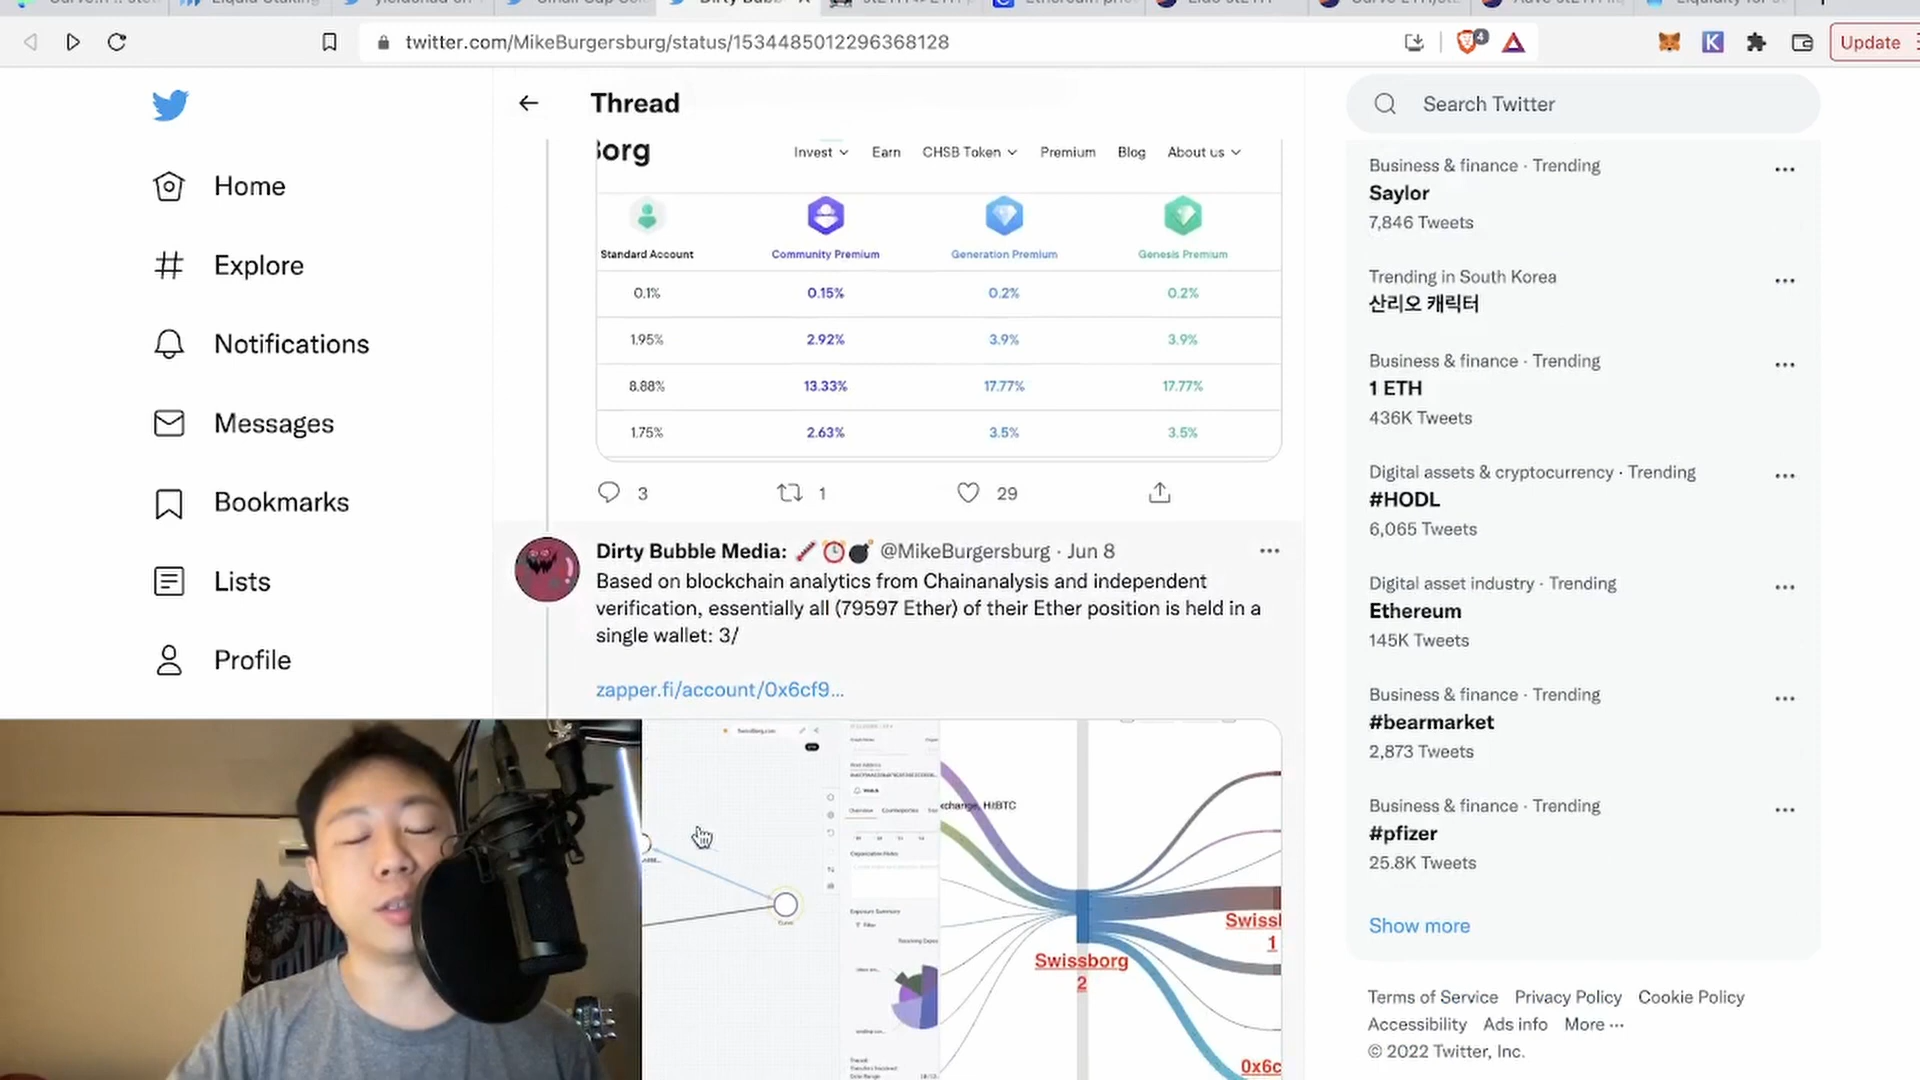 twitter.com/MikeBurgersburg/status/1534485012296368128
4
Update
Home
Explore
Notifications
Messages
Bookmarks
Lists
Profile
Thread
Invest
Earn
CHSB Token
Premium
Blog
About us
Standard Account
Community Premium
Generation Premium
Genesis Premium
0.1%
0.15%
0.2%
0.2%
1.95%
2.92%
3.9%
3.9%
8.88%
13.33%
17.77%
17.77%
1.75%
2.63%
3.5%
3.5%
3
1
29
Dirty Bubble Media: @MikeBurgersburg · Jun 8
Based on blockchain analytics from Chainanalysis and independent
verification, essentially all (79597 Ether) of their Ether position is held in a
single wallet: 3/
zapper.fi/account/0x6cf9...
HitBTC
Swissborg
2
1
0x6c
Search Twitter
Business & finance · Trending
Saylor
7,846 Tweets
Trending in South Korea
산리오 캐릭터
Business & finance · Trending
1 ETH
436K Tweets
Digital assets & cryptocurrency · Trending
#HODL
6,065 Tweets
Digital asset industry · Trending
Ethereum
145K Tweets
Business & finance · Trending
#bearmarket
2,873 Tweets
Business & finance · Trending
#pfizer
25.8K Tweets
Show more
Terms of Service Privacy Policy Cookie Policy
Accessibility Ads info More ···
© 2022 Twitter, Inc.